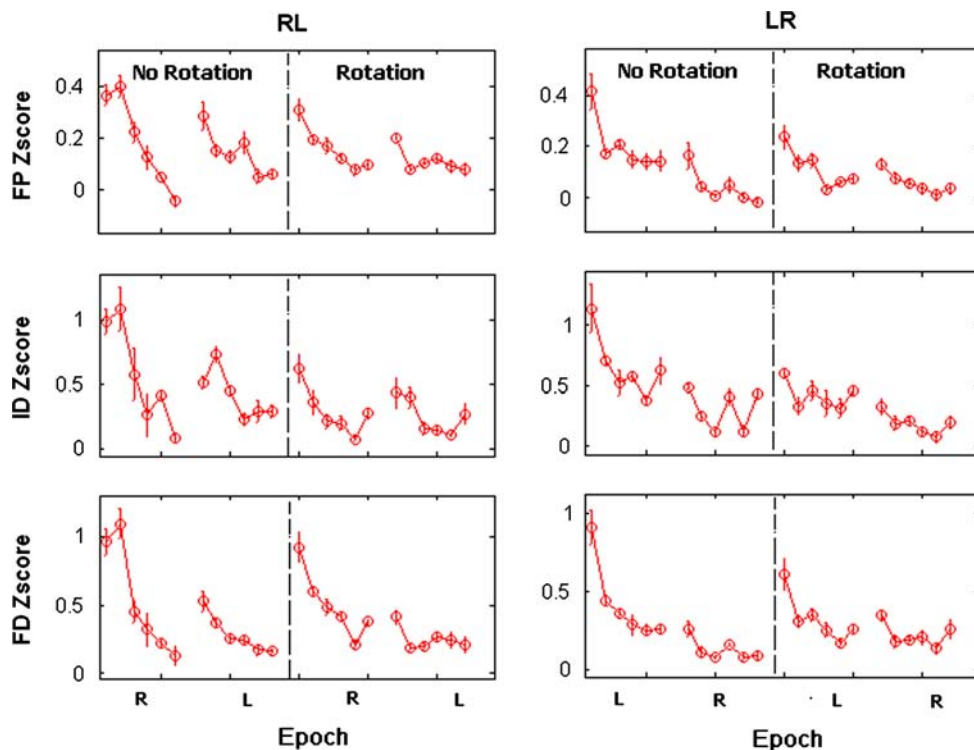 RL LR
No Rotation Rotation No Rotation Rotation
FP Zscore
0.4
0.2
0
0.4
0.2
0
ID Zscore
1
0.5
0
1
0.5
0
FD Zscore
1
0.5
0
1
0.5
0
R L R L L R L R
Epoch Epoch